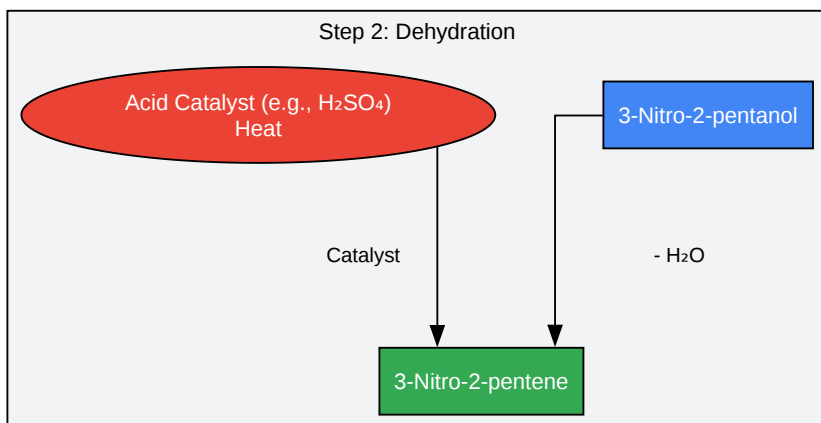 Step 2: Dehydration
Acid Catalyst (e.g., H₂SO₄)
Heat
3-Nitro-2-pentanol
Catalyst
- H₂O
3-Nitro-2-pentene